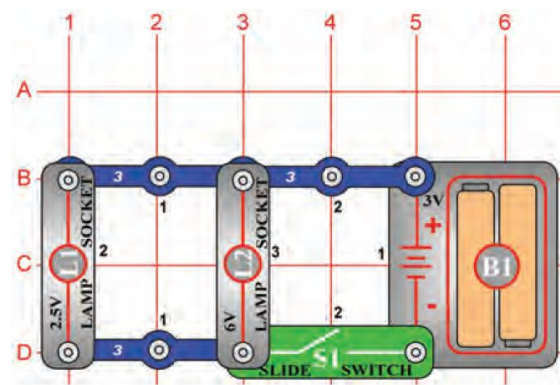 1 2 3 4 5 6
A
B
3
3
3V
1
2
L1
2.5V
LAMP SOCKET
2
L2
6V
LAMP SOCKET
3
C
1
+
-
B1
1
2
D
3
S1
SLIDE SWITCH